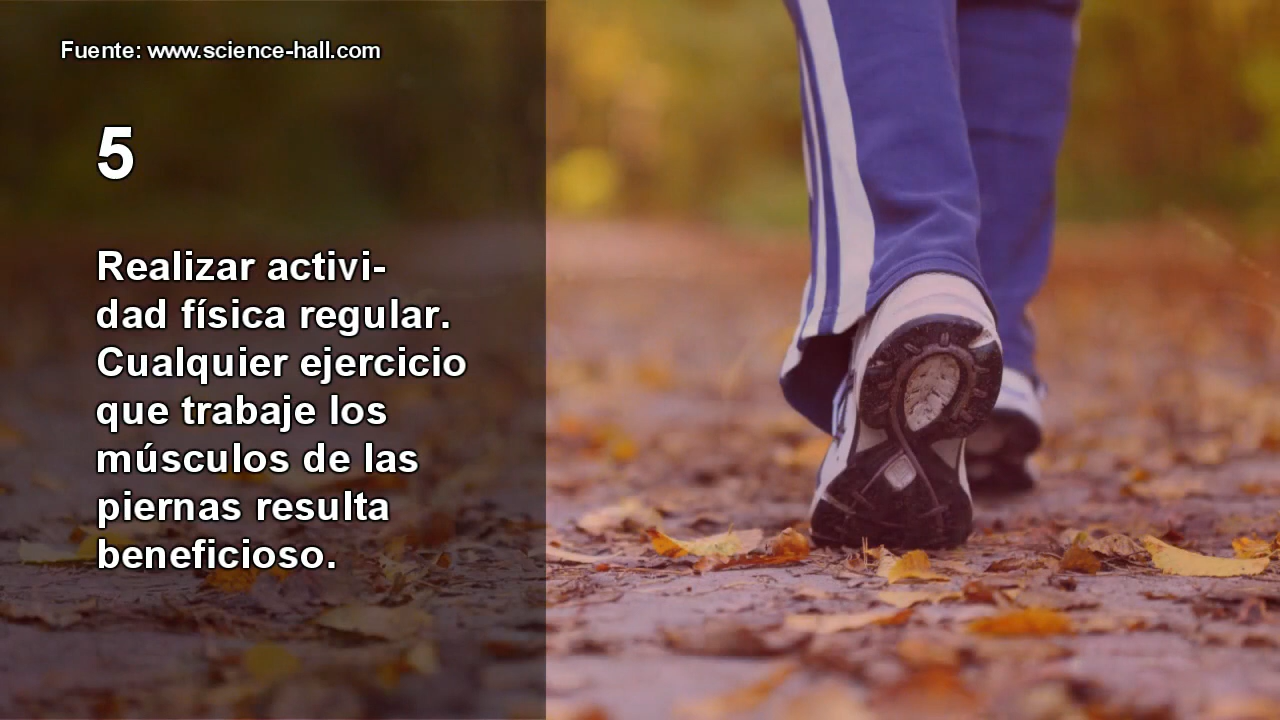 Fuente: www.science-hall.com
5
Realizar activi-
dad física regular.
Cualquier ejercicio
que trabaje los
músculos de las
piernas resulta
beneficioso.